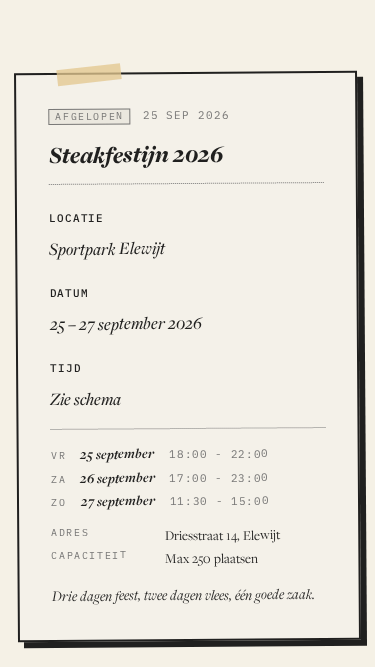 AFGELOPEN 25 SEP 2026
Steakfestijn 2026
LOCATIE
Sportpark Elewijt
DATUM
25 – 27 september 2026
TIJD
Zie schema
VR 25 september 18:00 - 22:00
ZA 26 september 17:00 - 23:00
ZO 27 september 11:30 - 15:00
ADRES Driesstraat 14, Elewijt
CAPACITEIT Max 250 plaatsen
Drie dagen feest, twee dagen vlees, één goede zaak.